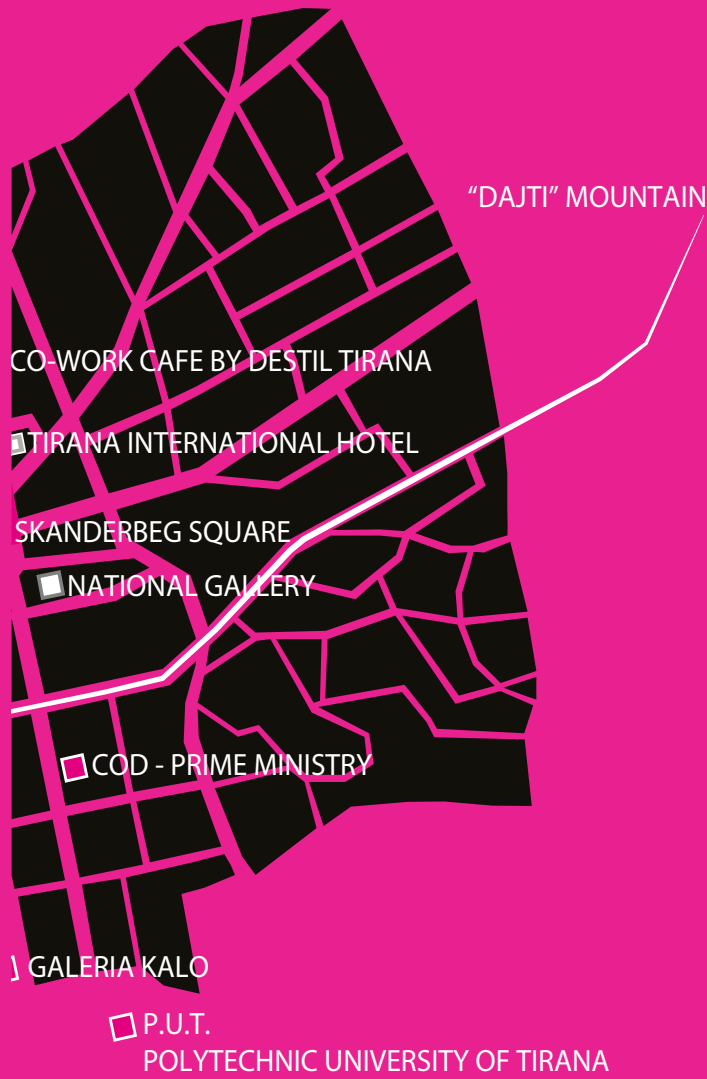 “DAJTI” MOUNTAIN
CO-WORK CAFE BY DESTIL TIRANA
TIRANA INTERNATIONAL HOTEL
SKANDERBEG SQUARE
NATIONAL GALLERY
COD - PRIME MINISTRY
GALERIA KALO
P.U.T.
POLYTECHNIC UNIVERSITY OF TIRANA